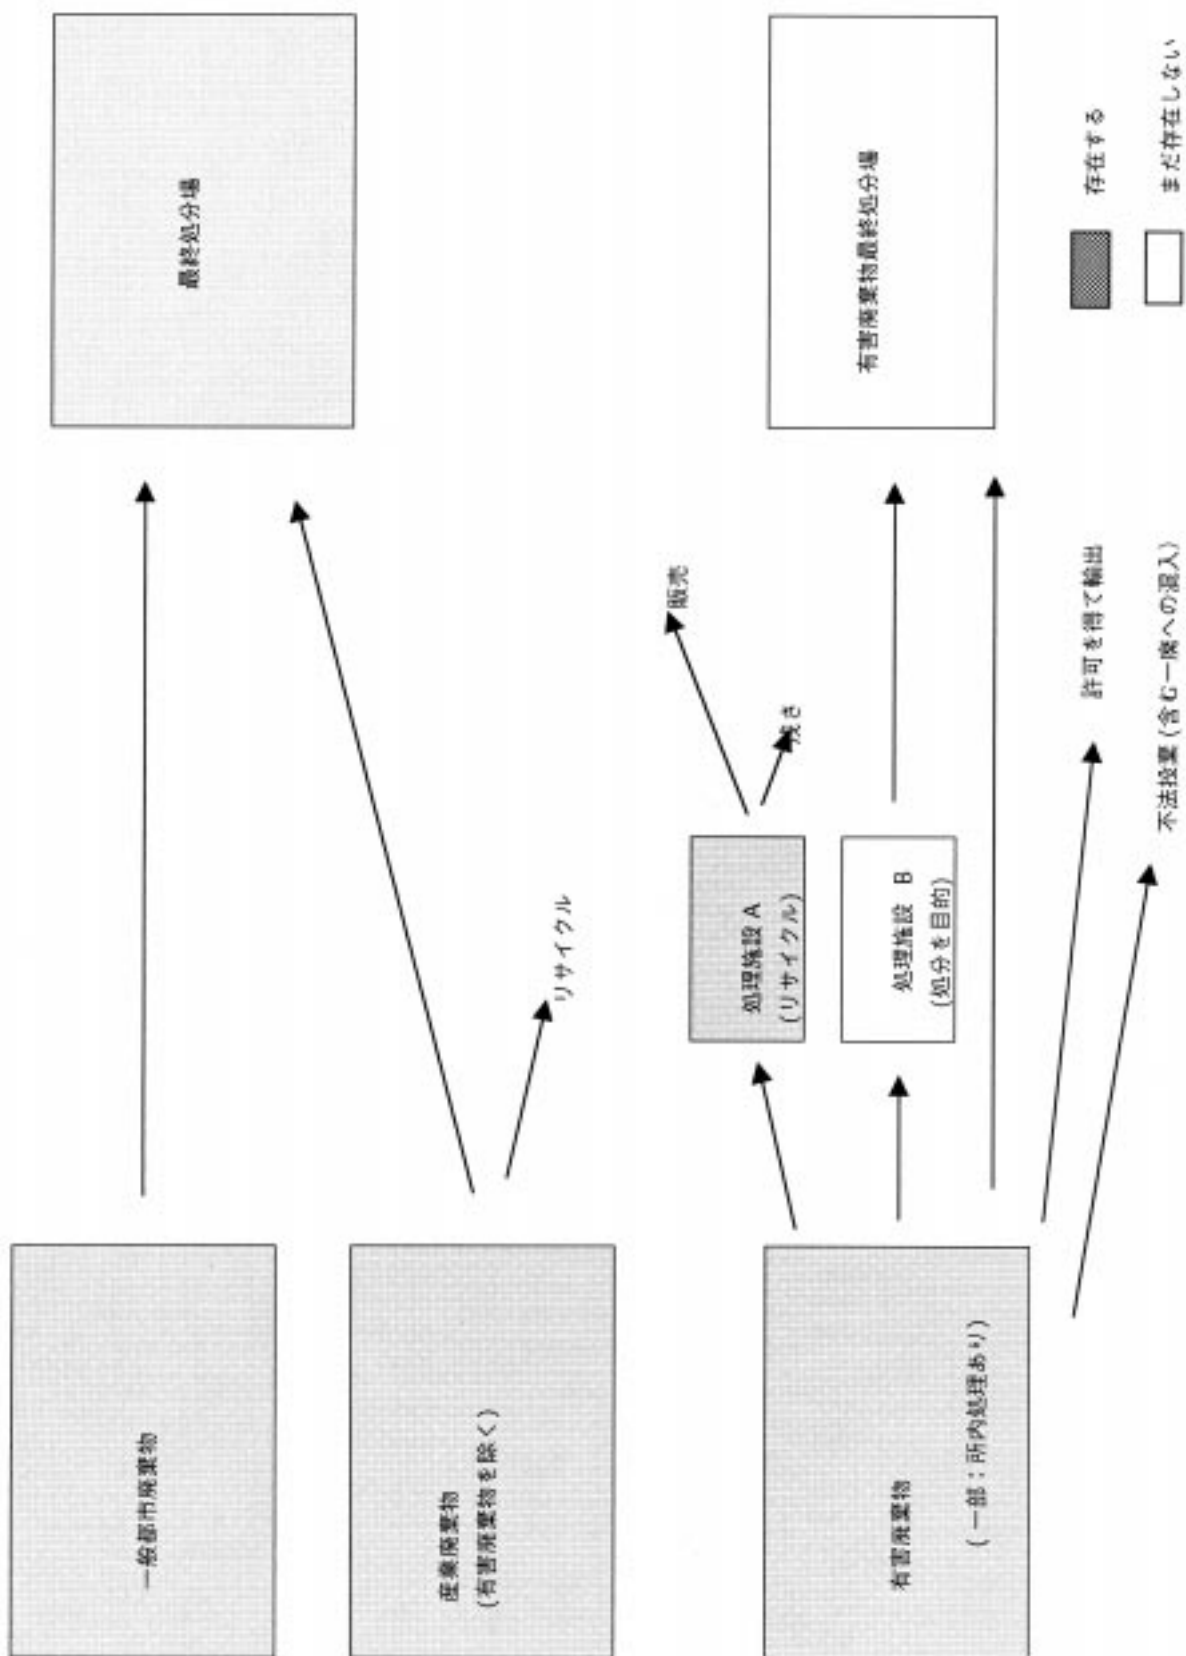 一般都市廃棄物
最終処分場
産業廃棄物
(有害廃棄物を除く)
リサイクル
有害廃棄物
(一部：所内処理あり)
処理施設 A
(リサイクル)
販売
残さ
処理施設 B
(処分を目的)
有害廃棄物最終処分場
許可を得て輸出
不法投棄(含む一廃への混入)
存在する
まだ存在しない